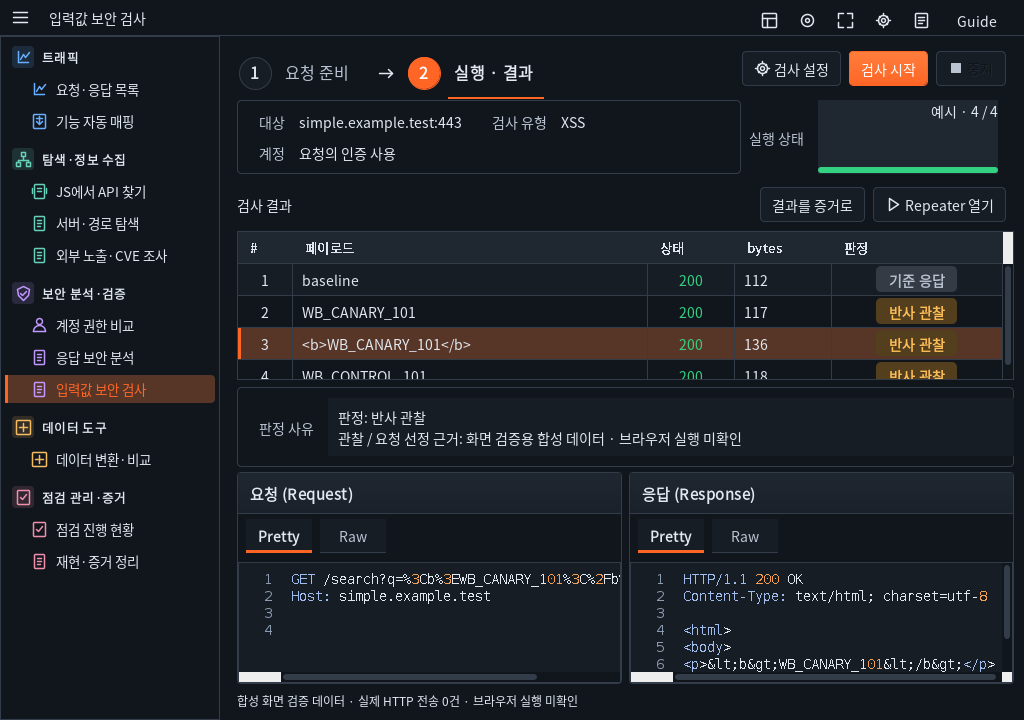 입력값 보안 검사
Guide
트래픽
요청·응답 목록
기능 자동 매핑
탐색·정보 수집
JS에서 API 찾기
서버·경로 탐색
외부 노출·CVE 조사
보안 분석·검증
계정 권한 비교
응답 보안 분석
입력값 보안 검사
데이터 도구
데이터 변환·비교
점검 관리·증거
점검 진행 현황
재현·증거 정리
1 요청 준비 → 2 실행 · 결과
검사 설정
검사 시작
대상 simple.example.test:443 검사 유형 XSS
계정 요청의 인증 사용
실행 상태
예시 · 4 / 4
검사 결과
결과를 증거로
Repeater 열기
# 페이로드 상태 bytes 판정
1 baseline 200 112 기준 응답
2 WB_CANARY_101 200 117 반사 관찰
3 <b>WB_CANARY_101</b> 200 136 반사 관찰
4 WB_CONTROL_101 200 118 반사 관찰
판정 사유
판정: 반사 관찰
관찰 / 요청 선정 근거: 화면 검증용 합성 데이터 · 브라우저 실행 미확인
요청 (Request)
Pretty Raw
1 GET /search?q=%3Cb%3EWB_CANARY_101%3C%2Fb%
2 Host: simple.example.test
3
4
응답 (Response)
Pretty Raw
1 HTTP/1.1 200 OK
2 Content-Type: text/html; charset=utf-8
3
4 <html>
5 <body>
6 <p>&lt;b&gt;WB_CANARY_101&lt;/b&gt;</p>
합성 화면 검증 데이터 · 실제 HTTP 전송 0건 · 브라우저 실행 미확인